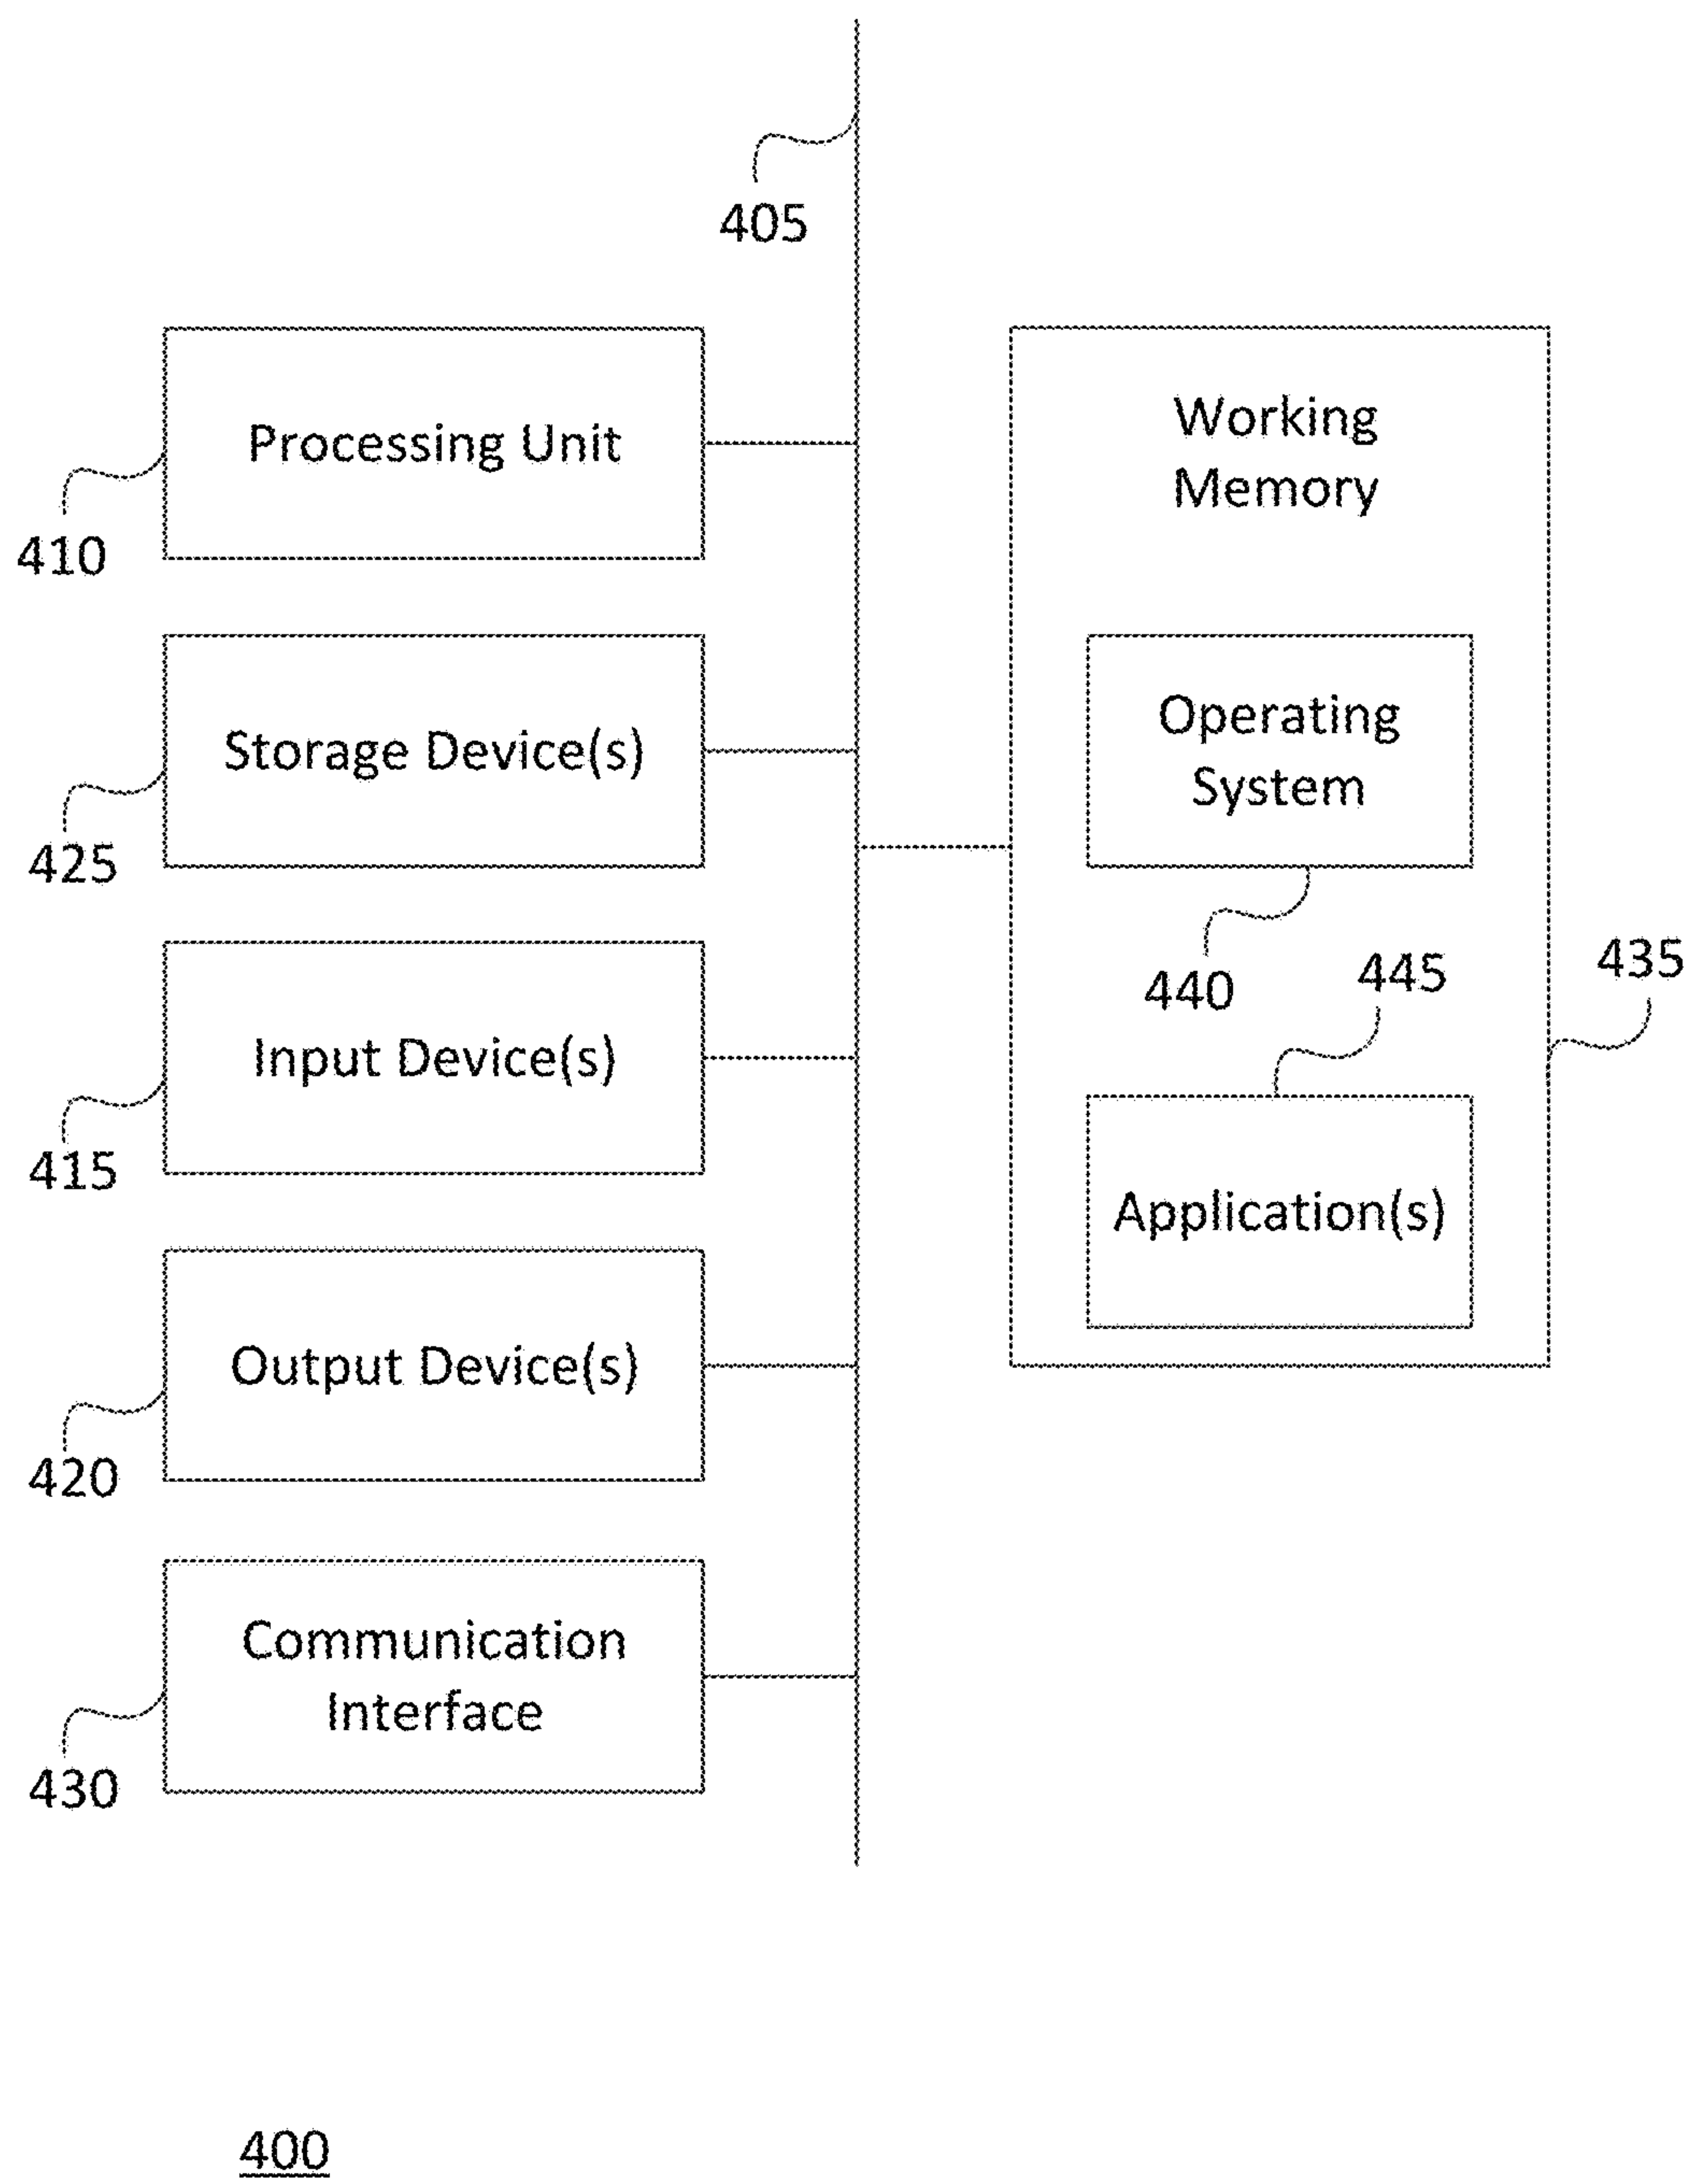 405
Processing Unit
410
Storage Device(s)
425
Input Device(s)
415
Output Device(s)
420
Communication
Interface
430
Working
Memory
Operating
System
440
445
435
Application(s)
400